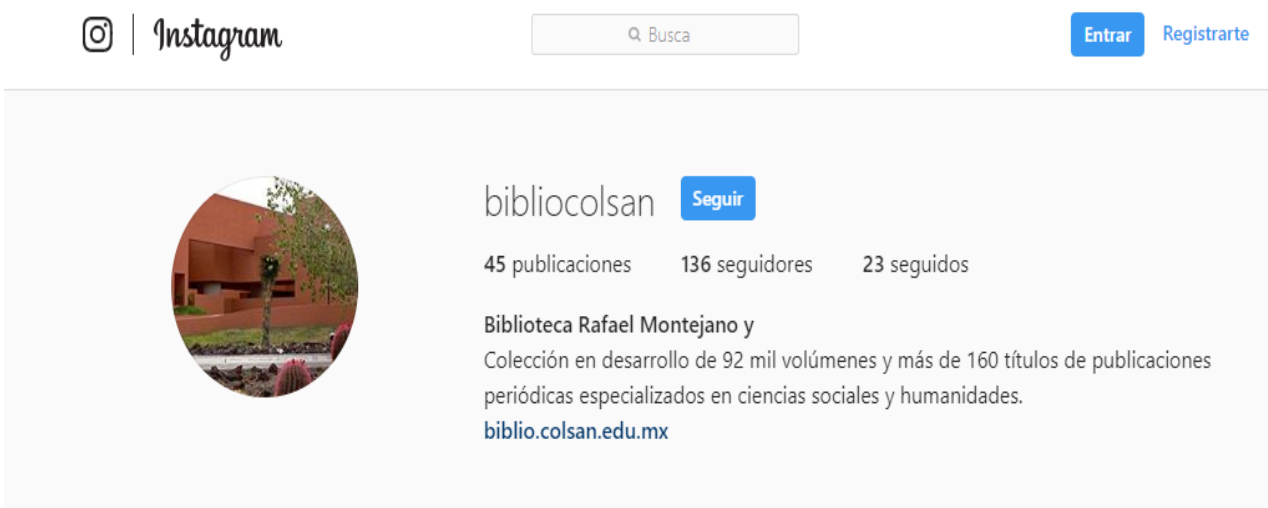 Instagram
Busca
Entrar
Registrarte
bibliocolsan
Seguir
45 publicaciones 136 seguidores 23 seguidos
Biblioteca Rafael Montejano y
Colección en desarrollo de 92 mil volúmenes y más de 160 títulos de publicaciones
periódicas especializados en ciencias sociales y humanidades.
biblio.colsan.edu.mx